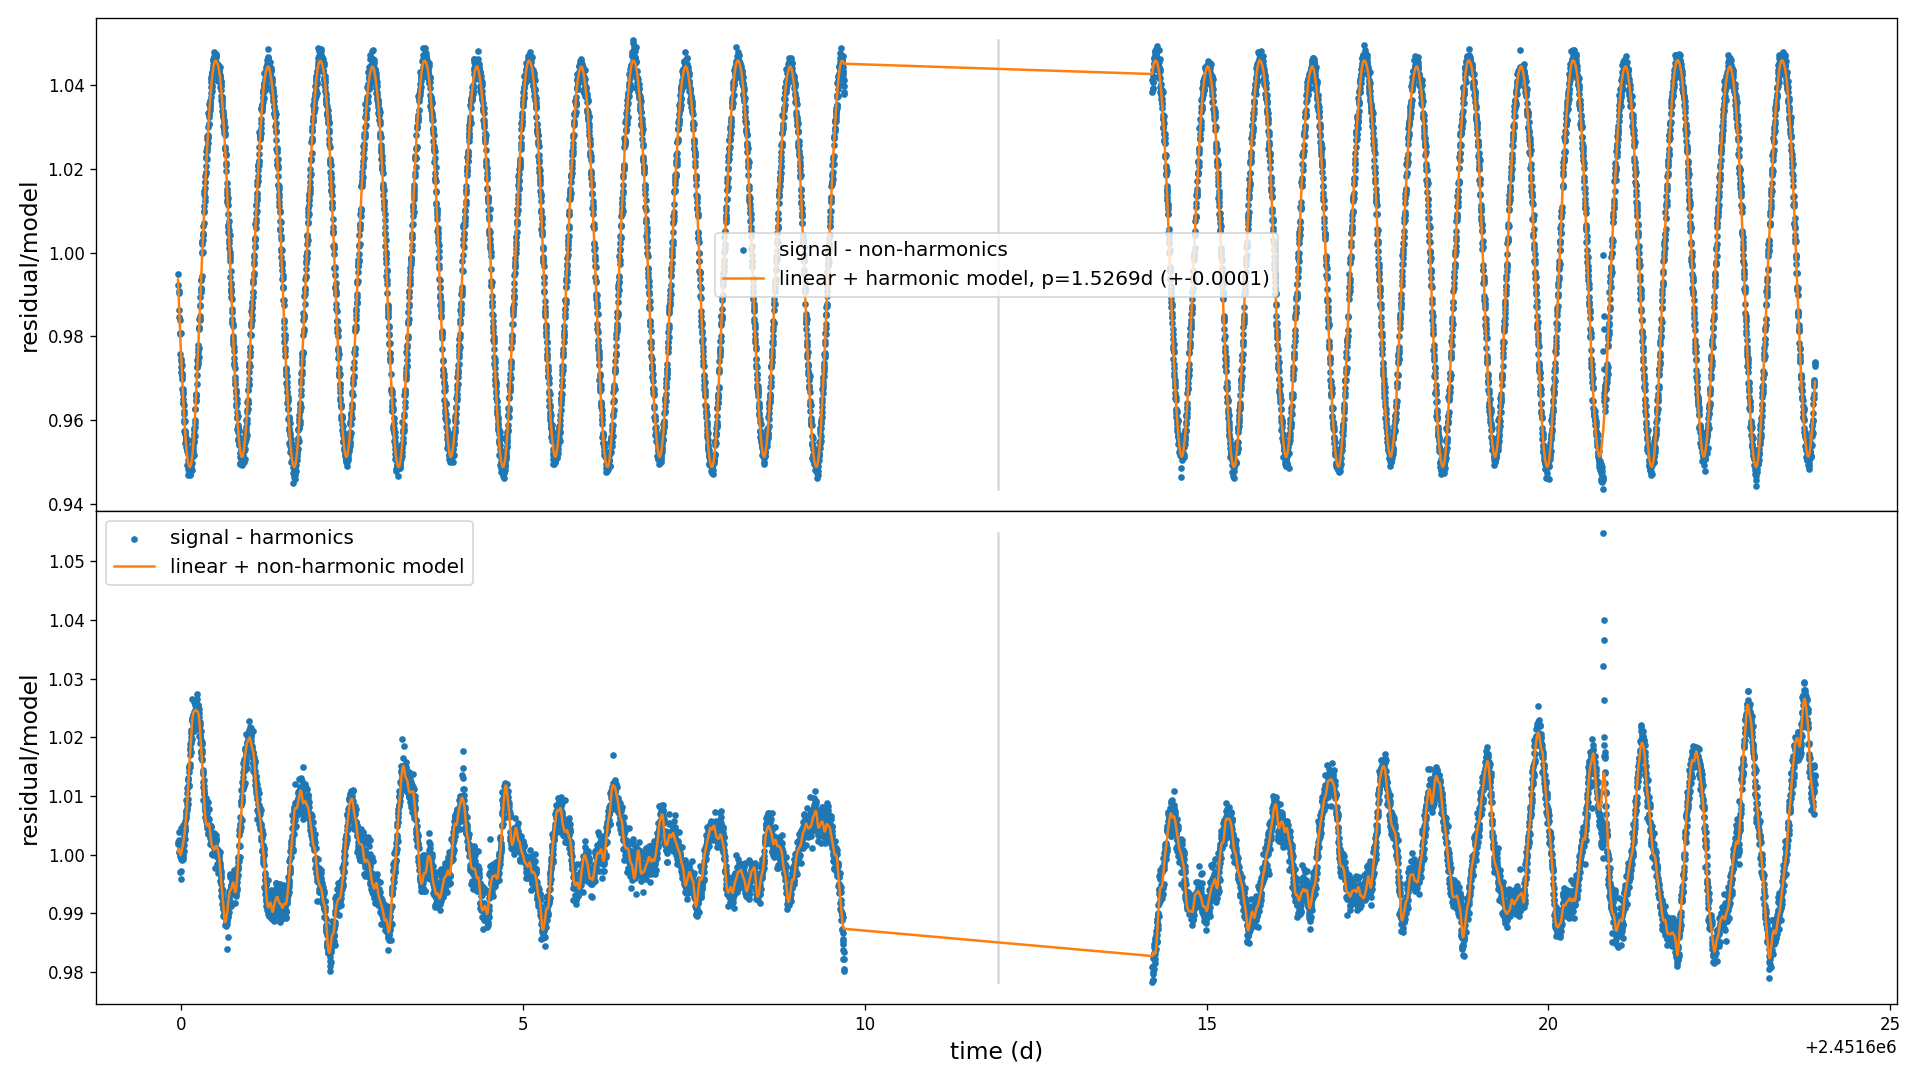 1.04
1.02
1.00
0.98
0.96
0.94
residual/model
signal - non-harmonics
linear + harmonic model, p=1.5269d (+-0.0001)
signal - harmonics
linear + non-harmonic model
1.05
1.04
1.03
1.02
1.01
1.00
0.99
0.98
residual/model
0 5 10 15 20 25
time (d)
+2.4516e6